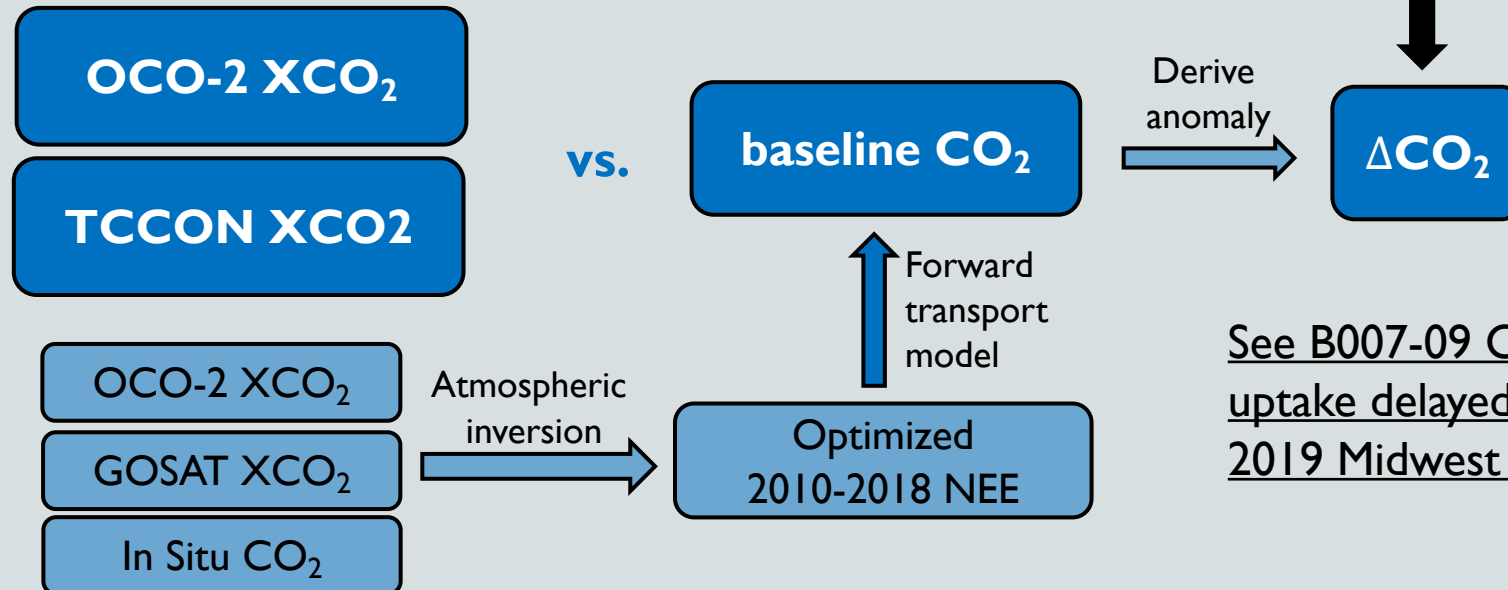 OCO-2 XCO₂
TCCON XCO2
vs.
baseline CO₂
Derive
anomaly
ΔCO₂
Forward
transport
model
OCO-2 XCO₂
GOSAT XCO₂
In Situ CO₂
Atmospheric
inversion
Optimized
2010-2018 NEE
See B007-09
uptake delayed
2019 Midwest